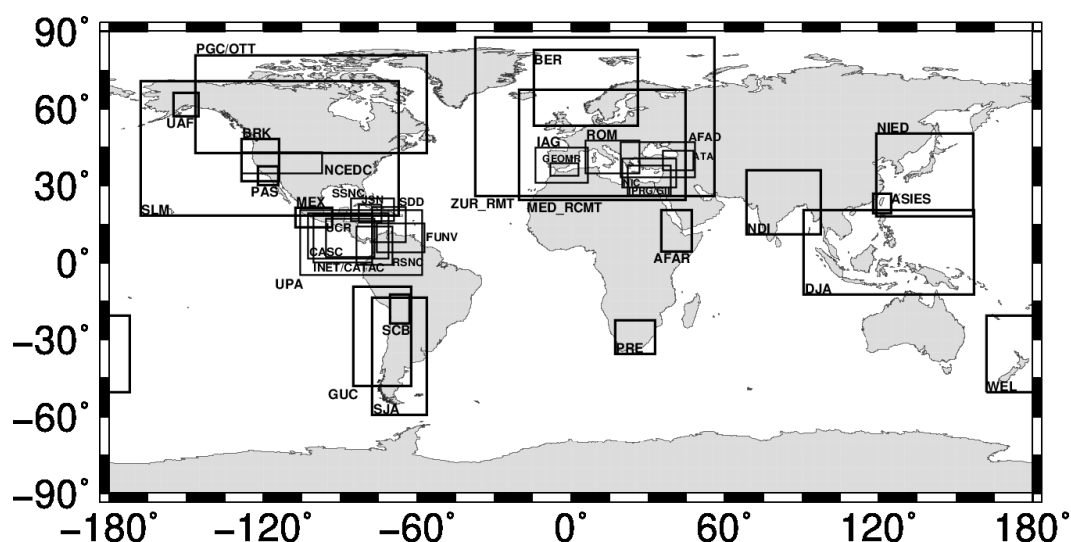 90°
PGC/OTT
BER
60°
UAF
BRK
IAG
ROM
AFAD
NIED
GEOMR
ATA
NCEDC
30°
PAS
NIC
IPRG/GII
SLM
MEX
SSNC
JSN
SDD
ZUR_RMT
MED_RCMT
ASIES
UCR
FUNV
NDI
CASC
AFAR
0°
INET/CATAC
RSNC
UPA
DJA
SCB
PRE
-30°
GUC
SJA
WEL
-60°
-90°
-180°
-120°
-60°
0°
60°
120°
180°